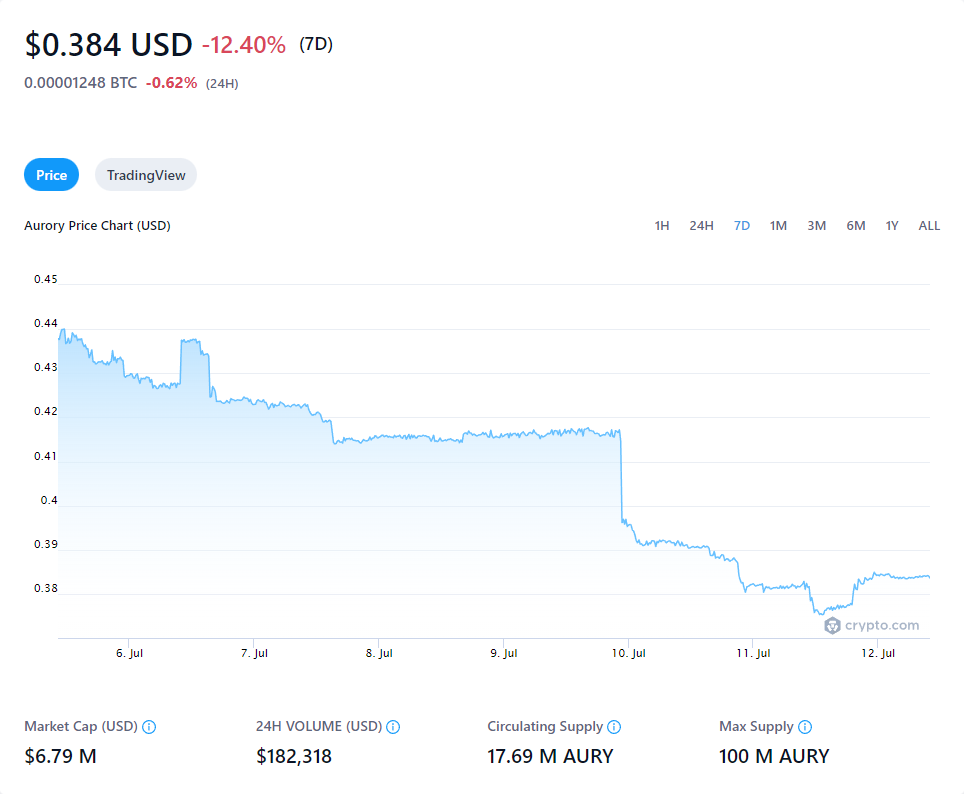 $0.384 USD -12.40% (7D)
0.00001248 BTC -0.62% (24H)
Price TradingView
Aurory Price Chart (USD) 1H 24H 7D 1M 3M 6M 1Y ALL
0.45
0.44
0.43
0.42
0.41
0.4
0.39
0.38
crypto.com
6. Jul 7. Jul 8. Jul 9. Jul 10. Jul 11. Jul 12. Jul
Market Cap (USD) 24H VOLUME (USD) Circulating Supply Max Supply
$6.79 M $182,318 17.69 M AURY 100 M AURY